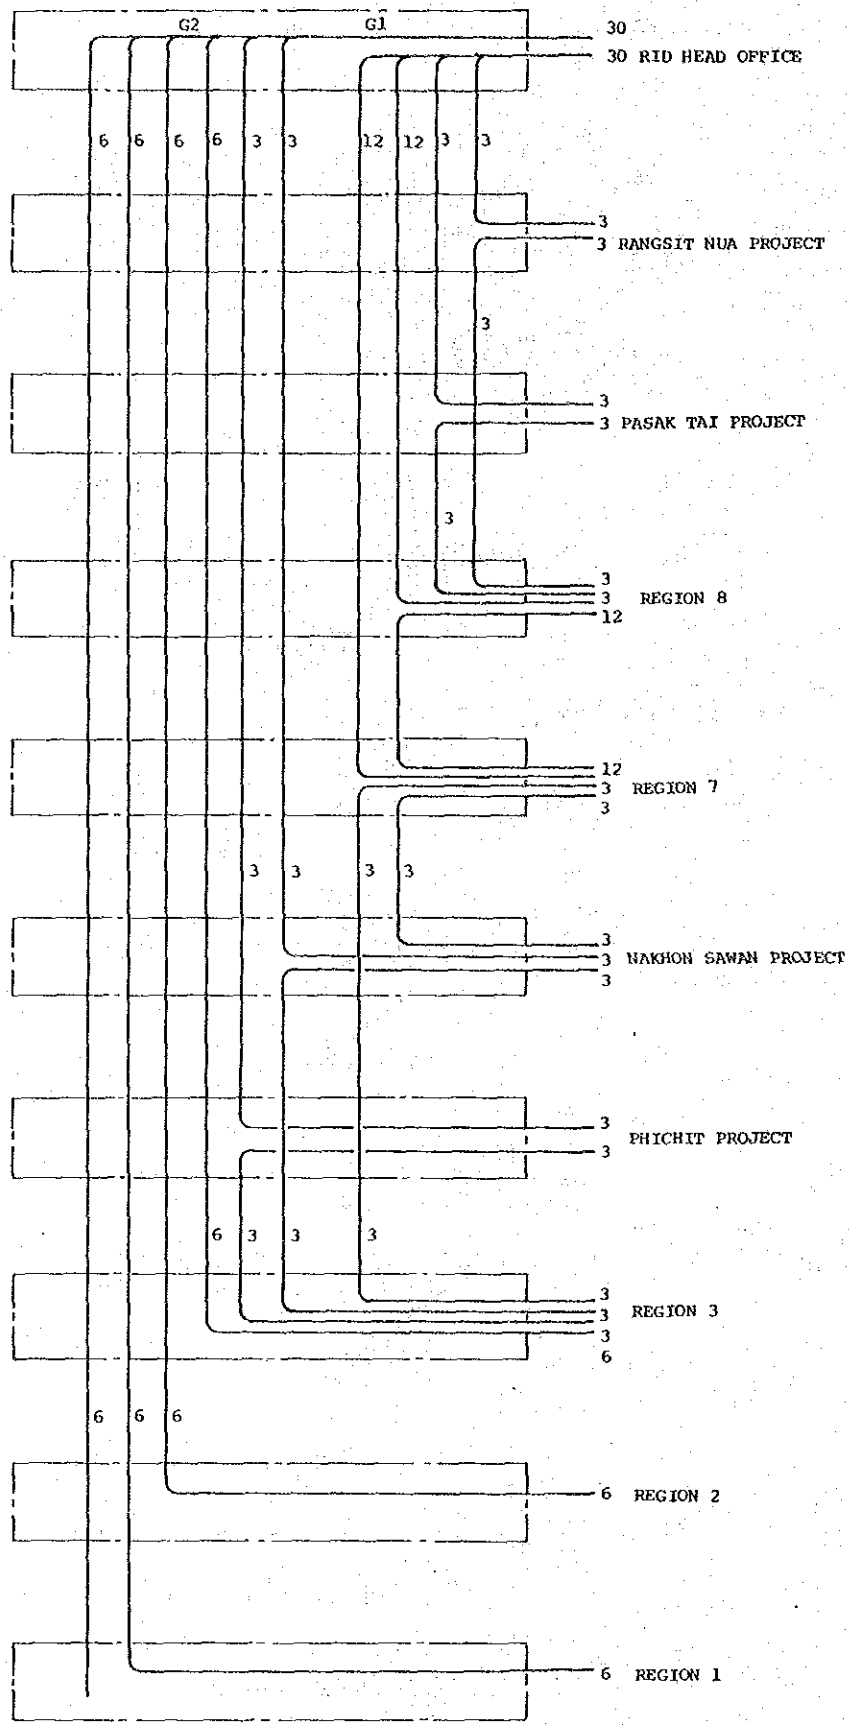 G2 G1 30
30 RID HEAD OFFICE
6 6 6 6 3 3 12 12 3 3
3
3 RANGSIT NUA PROJECT
3
3
3 PASAK TAI PROJECT
3
3
3 REGION 8
12
12
3 REGION 7
3
3 3 3 3
3
3 NAKHON SAWAN PROJECT
3
3
PHICHIT PROJECT
3
6 3 3 3
3
3 REGION 3
3
6
6 6 6
6 REGION 2
6 REGION 1